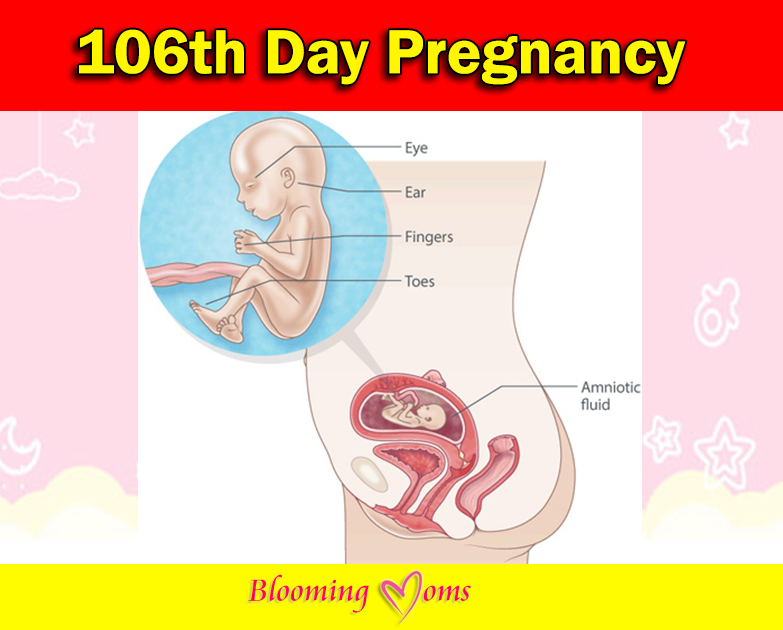 106th Day Pregnancy
Eye
Ear
Fingers
Toes
Amniotic
fluid
Blooming Moms